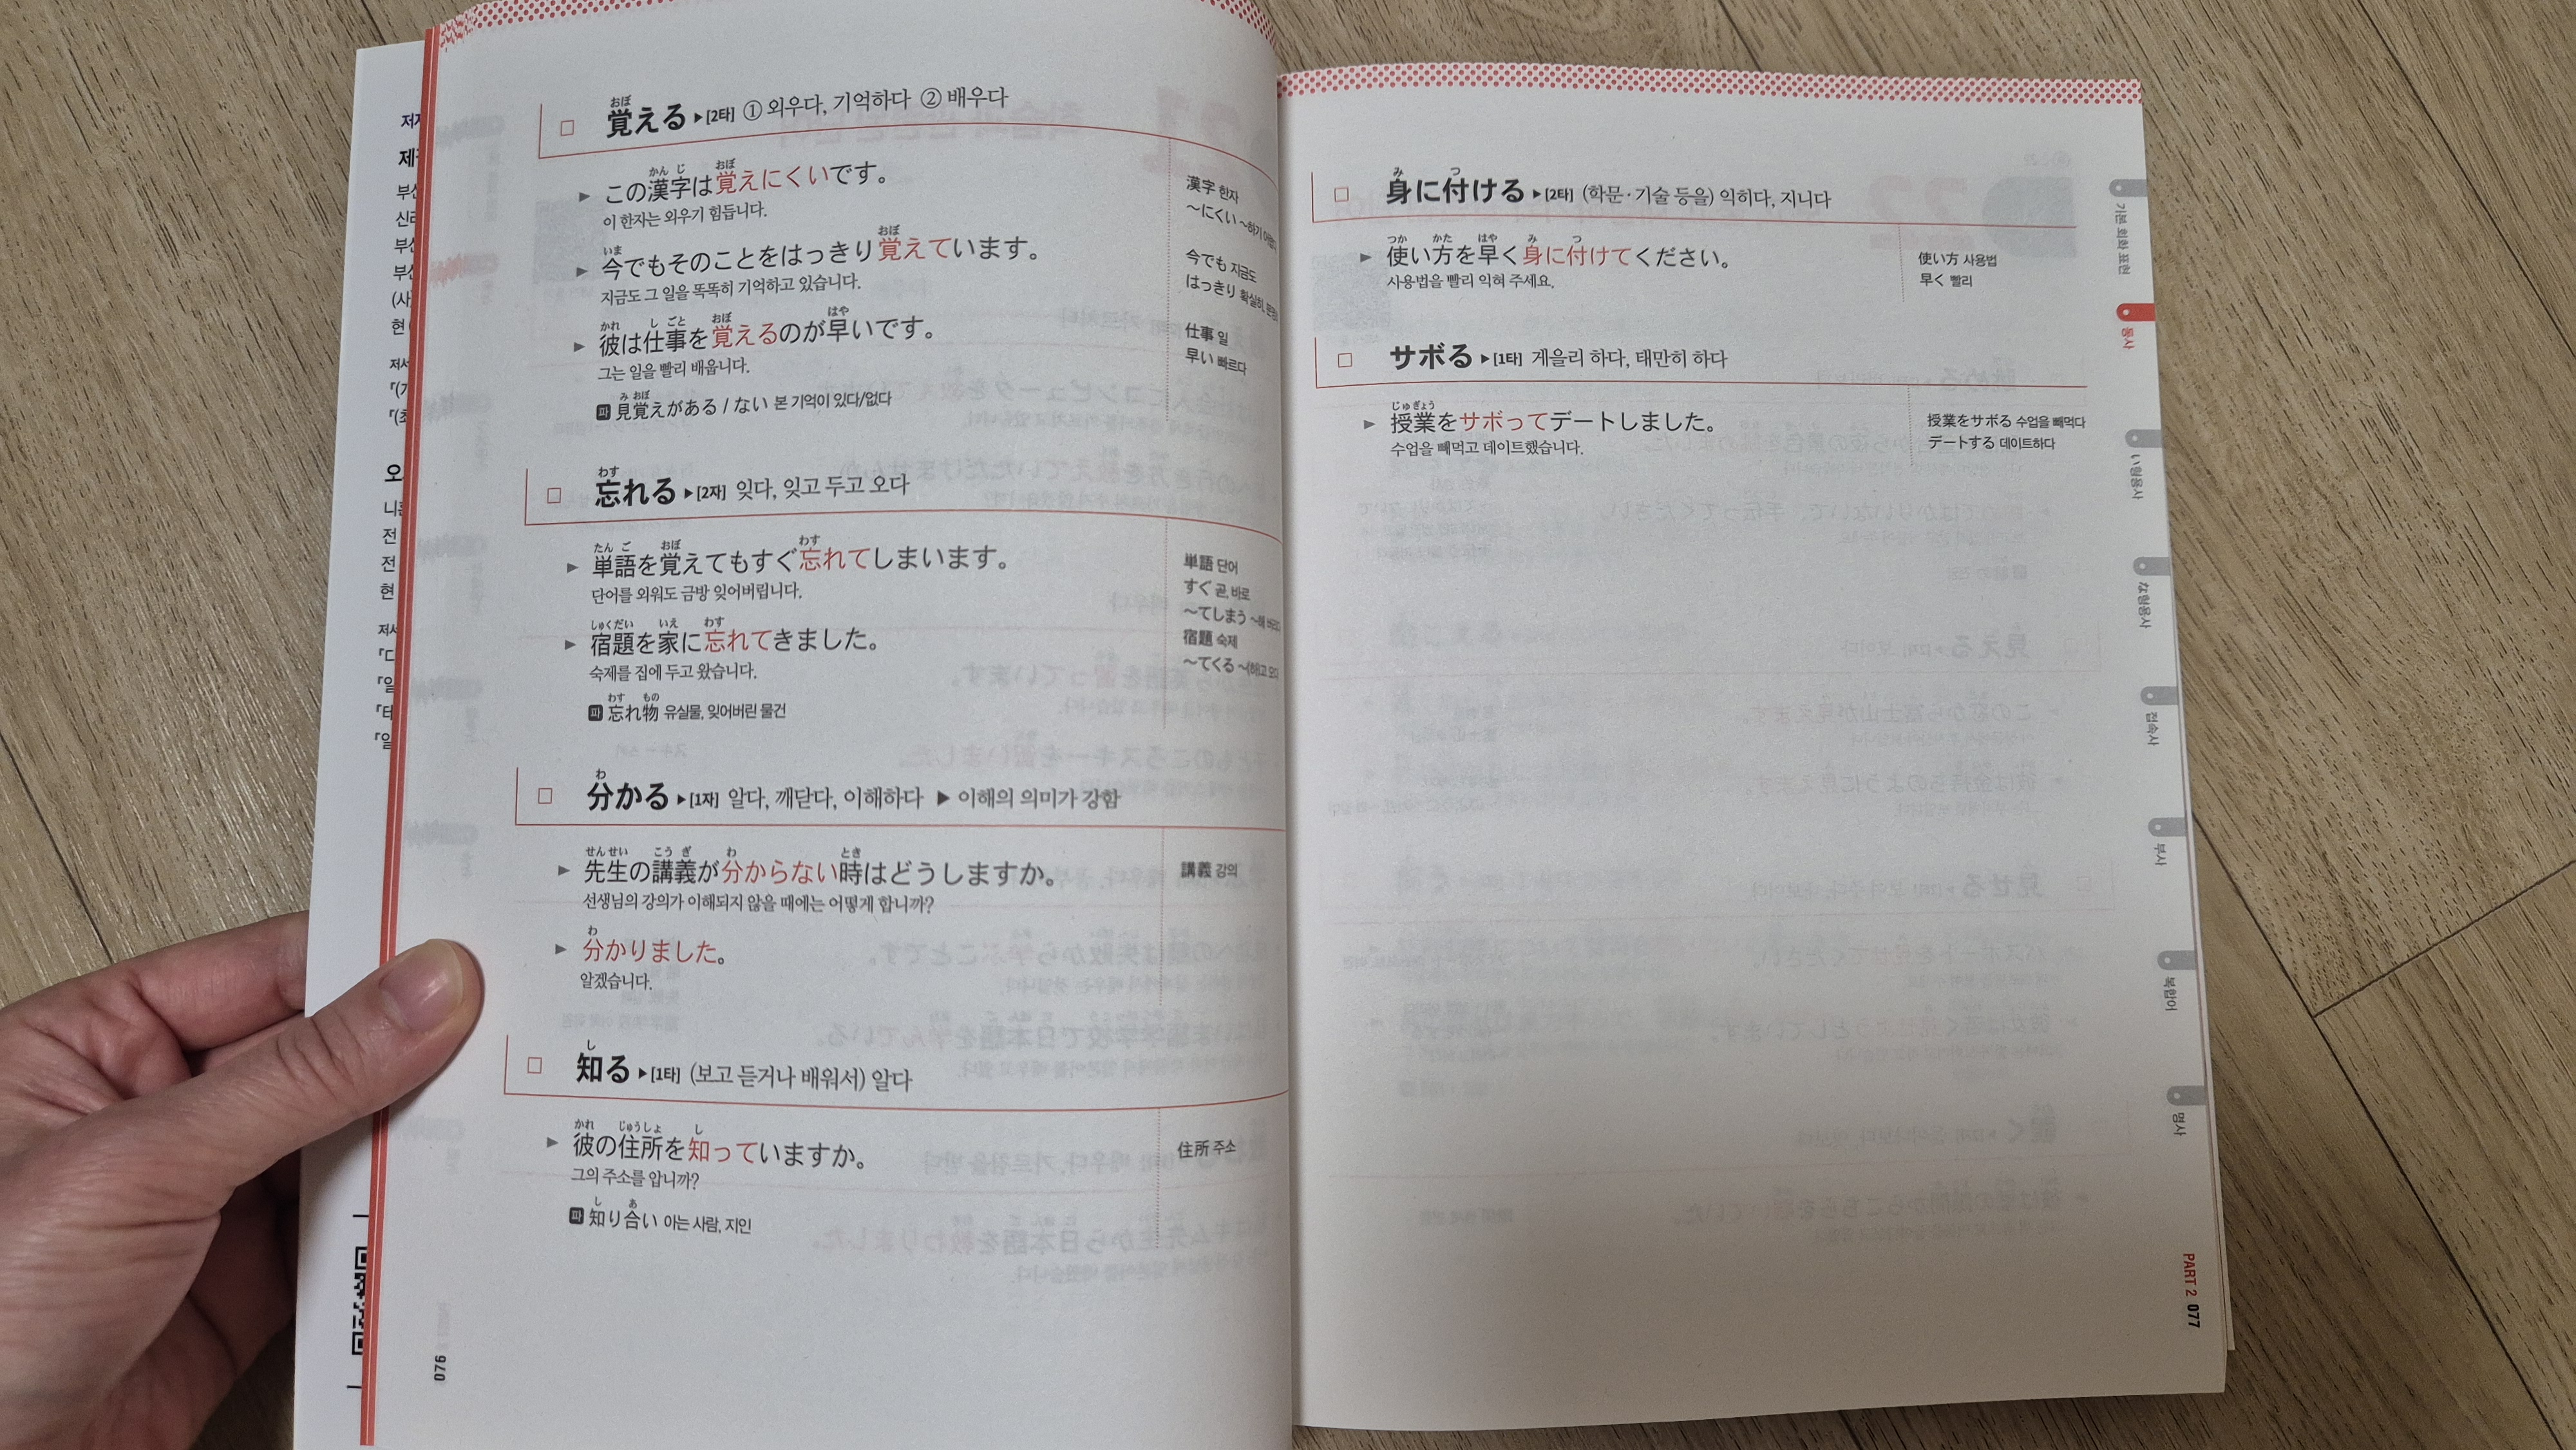 覚える ▶[2타] ① 외우다, 기억하다 ② 배우다
おぼ
▶ この漢字は覚えにくいです。
かん じ おぼ
이 한자는 외우기 힘듭니다.
漢字 한자
～にくい ～하기 어렵다
▶ 今でもそのことをはっきり覚えています。
いま おぼ
지금도 그 일을 똑똑히 기억하고 있습니다.
今でも 지금도
はっきり 확실히,
▶ 彼は仕事を覚えるのが早いです。
かれ し ごと おぼ はや
그는 일을 빨리 배웁니다.
仕事 일
早い 빠르다
파 見覚えがある / ない 본 기억이 있다/없다
み おぼ
忘れる ▶[2자] 잊다, 잊고 두고 오다
わす
▶ 単語を覚えてもすぐ忘れてしまいます。
たん ご おぼ わす
단어를 외워도 금방 잊어버립니다.
単語 단어
すぐ 곧, 바로
～てしまう
▶ 宿題を家に忘れてきました。
しゅくだい いえ わす
숙제를 집에 두고 왔습니다.
宿題 숙제
～てくる ～(하)고 오다
파 忘れ物 유실물, 잊어버린 물건
わす もの
分かる ▶[1자] 알다, 깨닫다, 이해하다 ▶ 이해의 의미가 강함
わ
▶ 先生の講義が分からない時はどうしますか。
せんせい こう ぎ わ とき
선생님의 강의가 이해되지 않을 때에는 어떻게 합니까?
講義 강의
▶ 分かりました。
わ
알겠습니다.
知る ▶[1타] (보고 듣거나 배워서) 알다
し
▶ 彼の住所を知っていますか。
かれ じゅうしょ し
그의 주소를 압니까?
住所 주소
파 知り合い 아는 사람, 지인
し あ
076
身に付ける ▶[2타] (학문·기술 등을) 익히다, 지니다
み つ
▶ 使い方を早く身に付けてください。
つか かた はや み つ
사용법을 빨리 익혀 주세요.
使い方 사용법
早く 빨리
サボる ▶[1타] 게을리 하다, 태만히 하다
▶ 授業をサボってデートしました。
じゅぎょう
수업을 빼먹고 데이트했습니다.
授業をサボる 수업을 빼먹다
デートする 데이트하다
기본 회화 표현
동사
い형용사
な형용사
접속사
부사
복합어
명사
PART 2 077